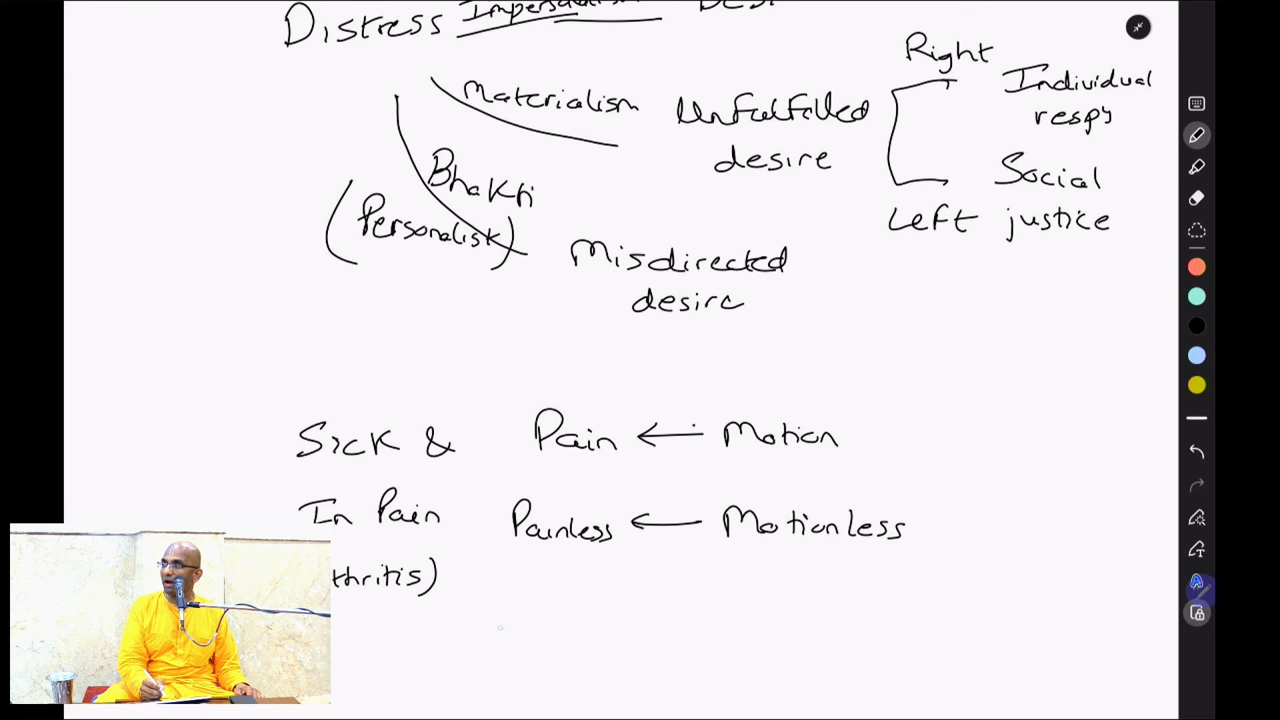 Distress
Materialism
Unfulfilled
desire
Right
Individual
respy
Social
Left justice
Bhakti
(Personalist)
Misdirected
desire
Sick & Pain ← Motion
In Pain Painless ← Motionless
thritis)